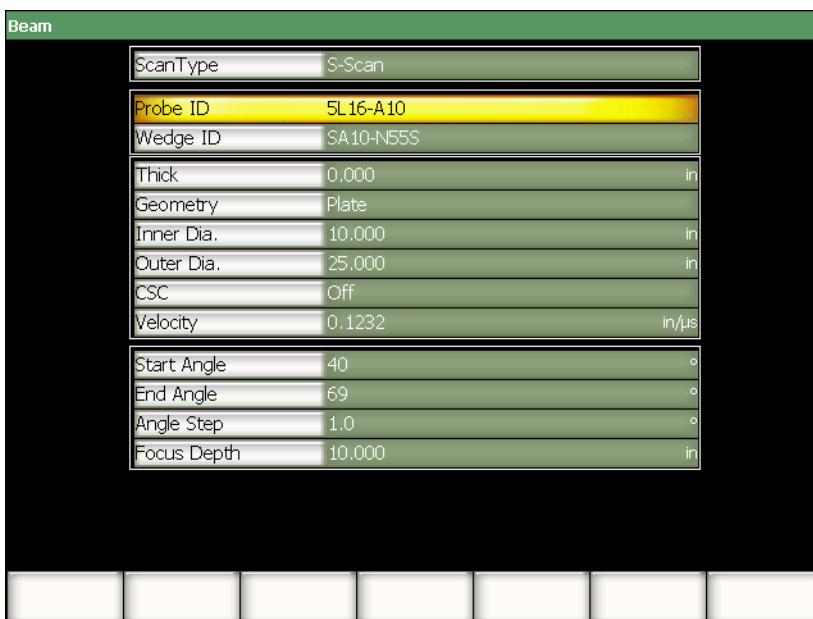 Beam
ScanType S-Scan
Probe ID 5L16-A10
Wedge ID SA10-N55S
Thick 0.000 in
Geometry Plate
Inner Dia. 10.000 in
Outer Dia. 25.000 in
CSC Off
Velocity 0.1232 in/µs
Start Angle 40 °
End Angle 69 °
Angle Step 1.0 °
Focus Depth 10.000 in